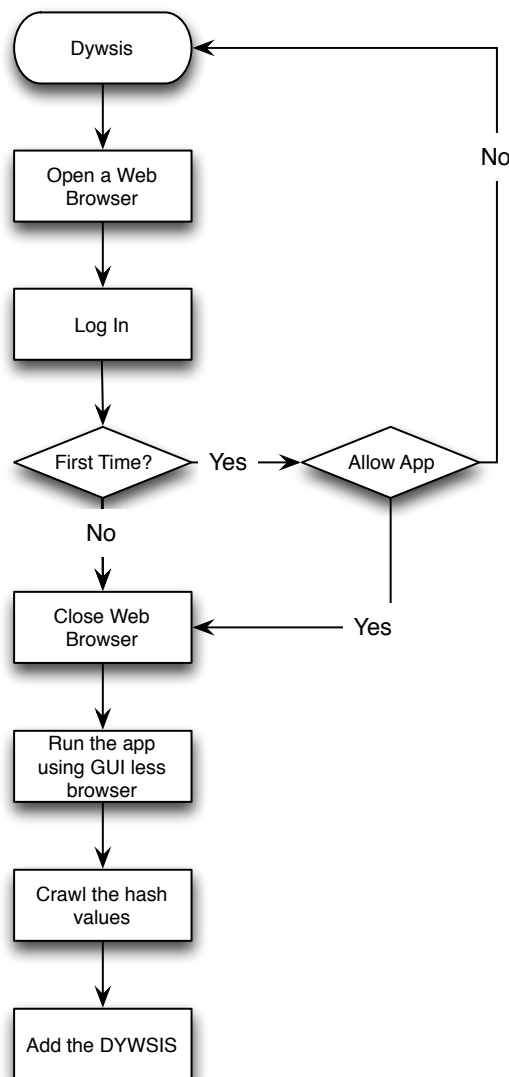 Dywsis
No
Open a Web
Browser
Log In
First Time?
Yes
Allow App
No
Close Web
Browser
Yes
Run the app
using GUI less
browser
Crawl the hash
values
Add the DYWSIS